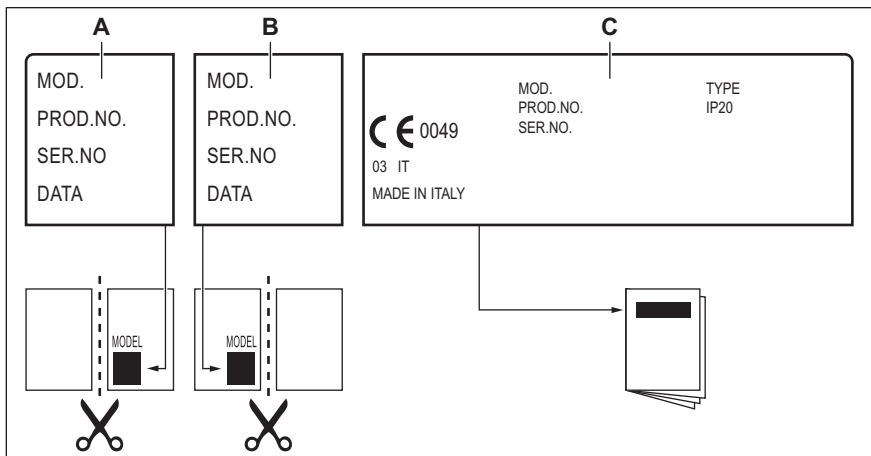 A
B
C
MOD.
PROD.NO.
SER.NO
DATA
MOD.
PROD.NO.
SER.NO
DATA
MOD.
PROD.NO.
SER.NO.
TYPE
IP20
CE 0049
03 IT
MADE IN ITALY
MODEL
MODEL